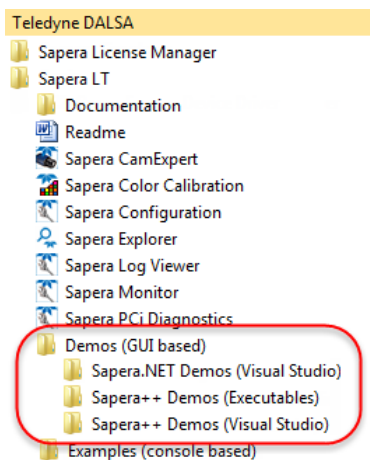 Teledyne DALSA
Sapera License Manager
Sapera LT
Documentation
Readme
Sapera CamExpert
Sapera Color Calibration
Sapera Configuration
Sapera Explorer
Sapera Log Viewer
Sapera Monitor
Sapera PCi Diagnostics
Demos (GUI based)
Sapera.NET Demos (Visual Studio)
Sapera++ Demos (Executables)
Sapera++ Demos (Visual Studio)
Examples (console based)